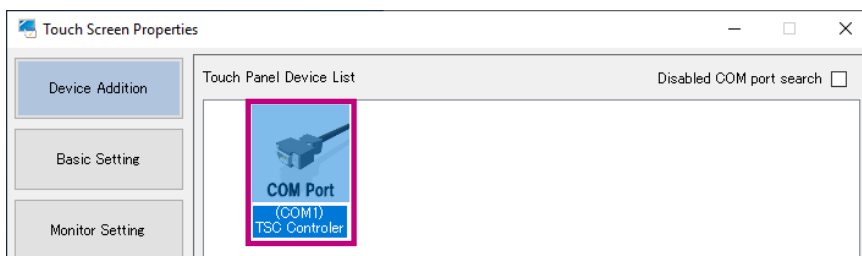 Touch Screen Properties
Device Addition
Touch Panel Device List
Disabled COM port search
Basic Setting
COM Port
(COM1)
TSC Controler
Monitor Setting